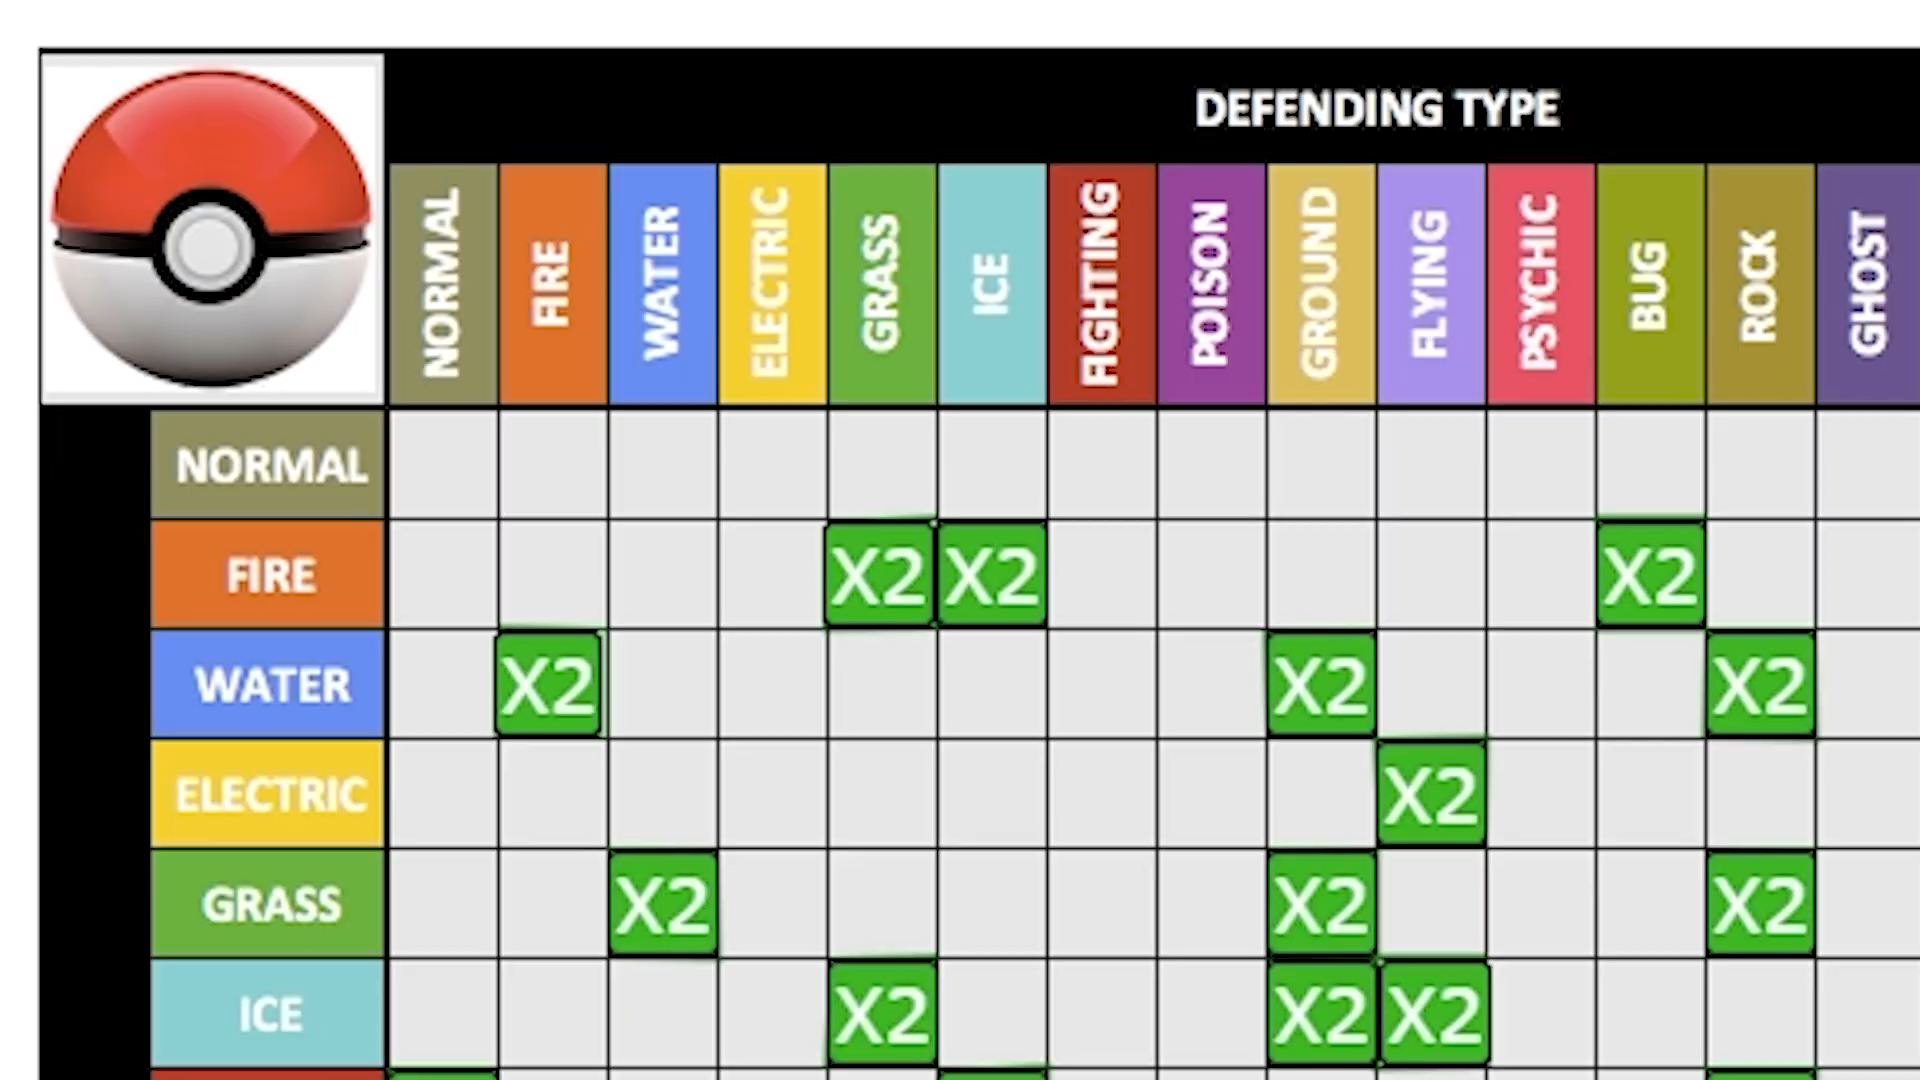 DEFENDING TYPE
NORMAL FIRE WATER ELECTRIC GRASS ICE FIGHTING POISON GROUND FLYING PSYCHIC BUG ROCK GHOST
NORMAL
FIRE X2 X2 X2
WATER X2 X2 X2
ELECTRIC X2
GRASS X2 X2 X2
ICE X2 X2 X2